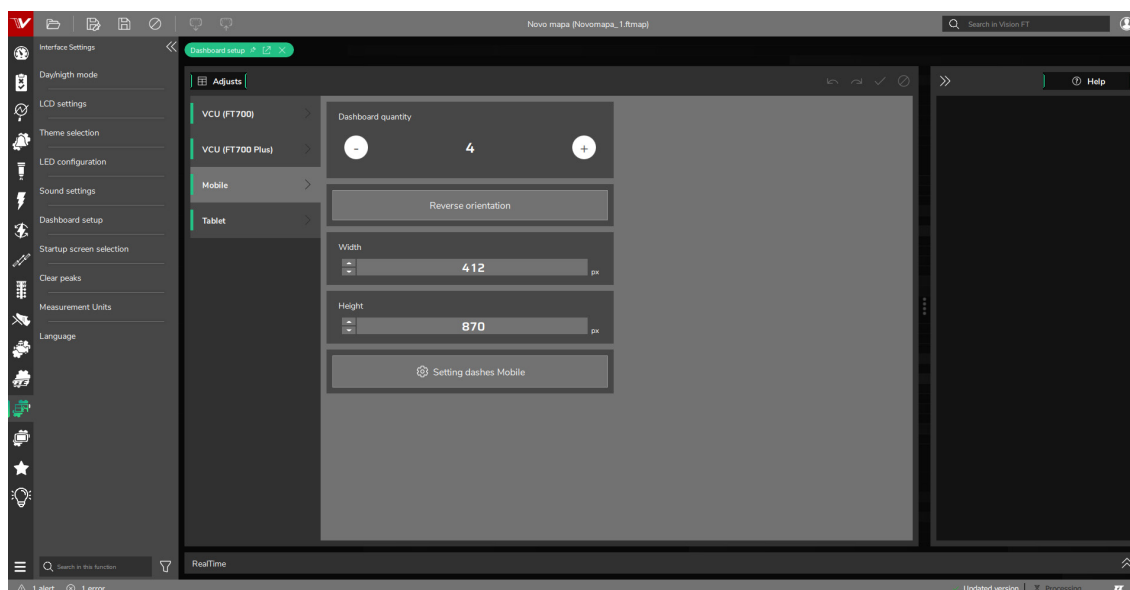 Novo mapa (Novomapa_1.ftmap)
Search in Vision FT
Interface Settings
Day/nigth mode
LCD settings
Theme selection
LED configuration
Sound settings
Dashboard setup
Startup screen selection
Clear peaks
Measurement Units
Language
Search in this function
Dashboard setup
Adjusts
VCU (FT700)
VCU (FT700 Plus)
Mobile
Tablet
Dashboard quantity
- 4 +
Reverse orientation
Width
412 px
Height
870 px
Setting dashes Mobile
Help
RealTime
1 alert 1 error
Updated version Processing